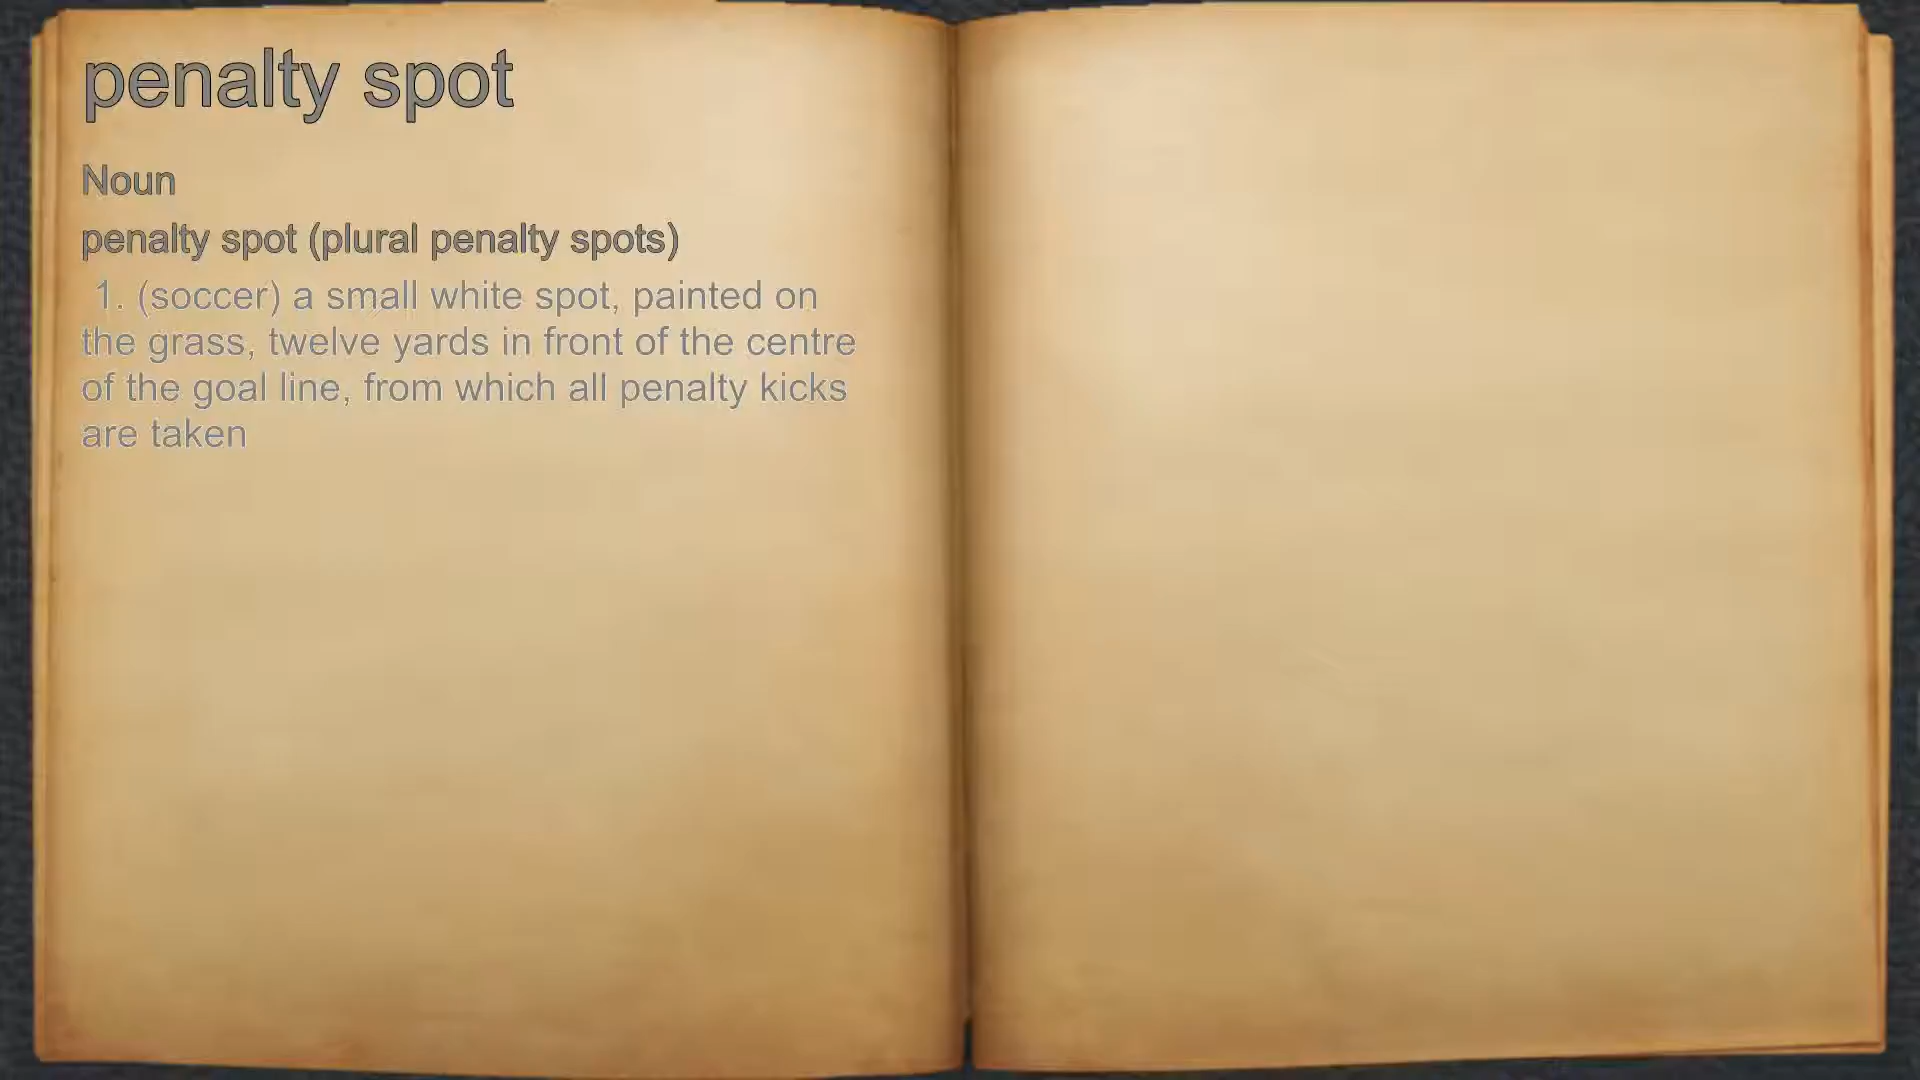 penalty spot
Noun
penalty spot (plural penalty spots)
1. (soccer) a small white spot, painted on
the grass, twelve yards in front of the centre
of the goal line, from which all penalty kicks
are taken